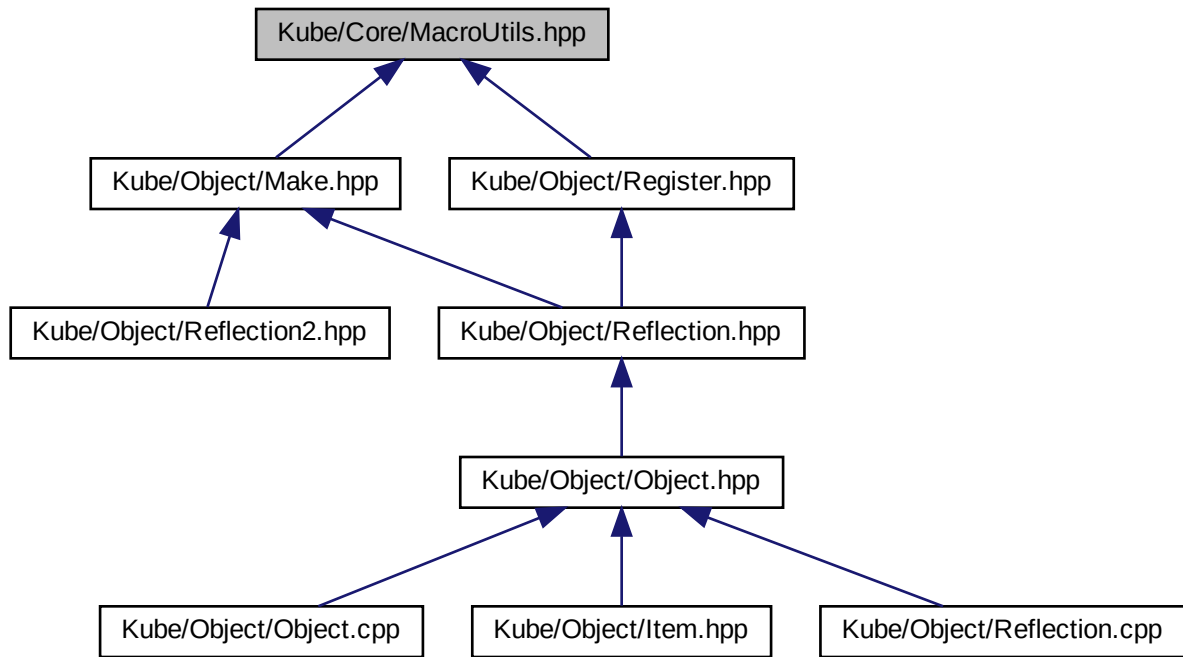 Kube/Core/MacroUtils.hpp
Kube/Object/Make.hpp
Kube/Object/Register.hpp
Kube/Object/Reflection2.hpp
Kube/Object/Reflection.hpp
Kube/Object/Object.hpp
Kube/Object/Object.cpp
Kube/Object/Item.hpp
Kube/Object/Reflection.cpp